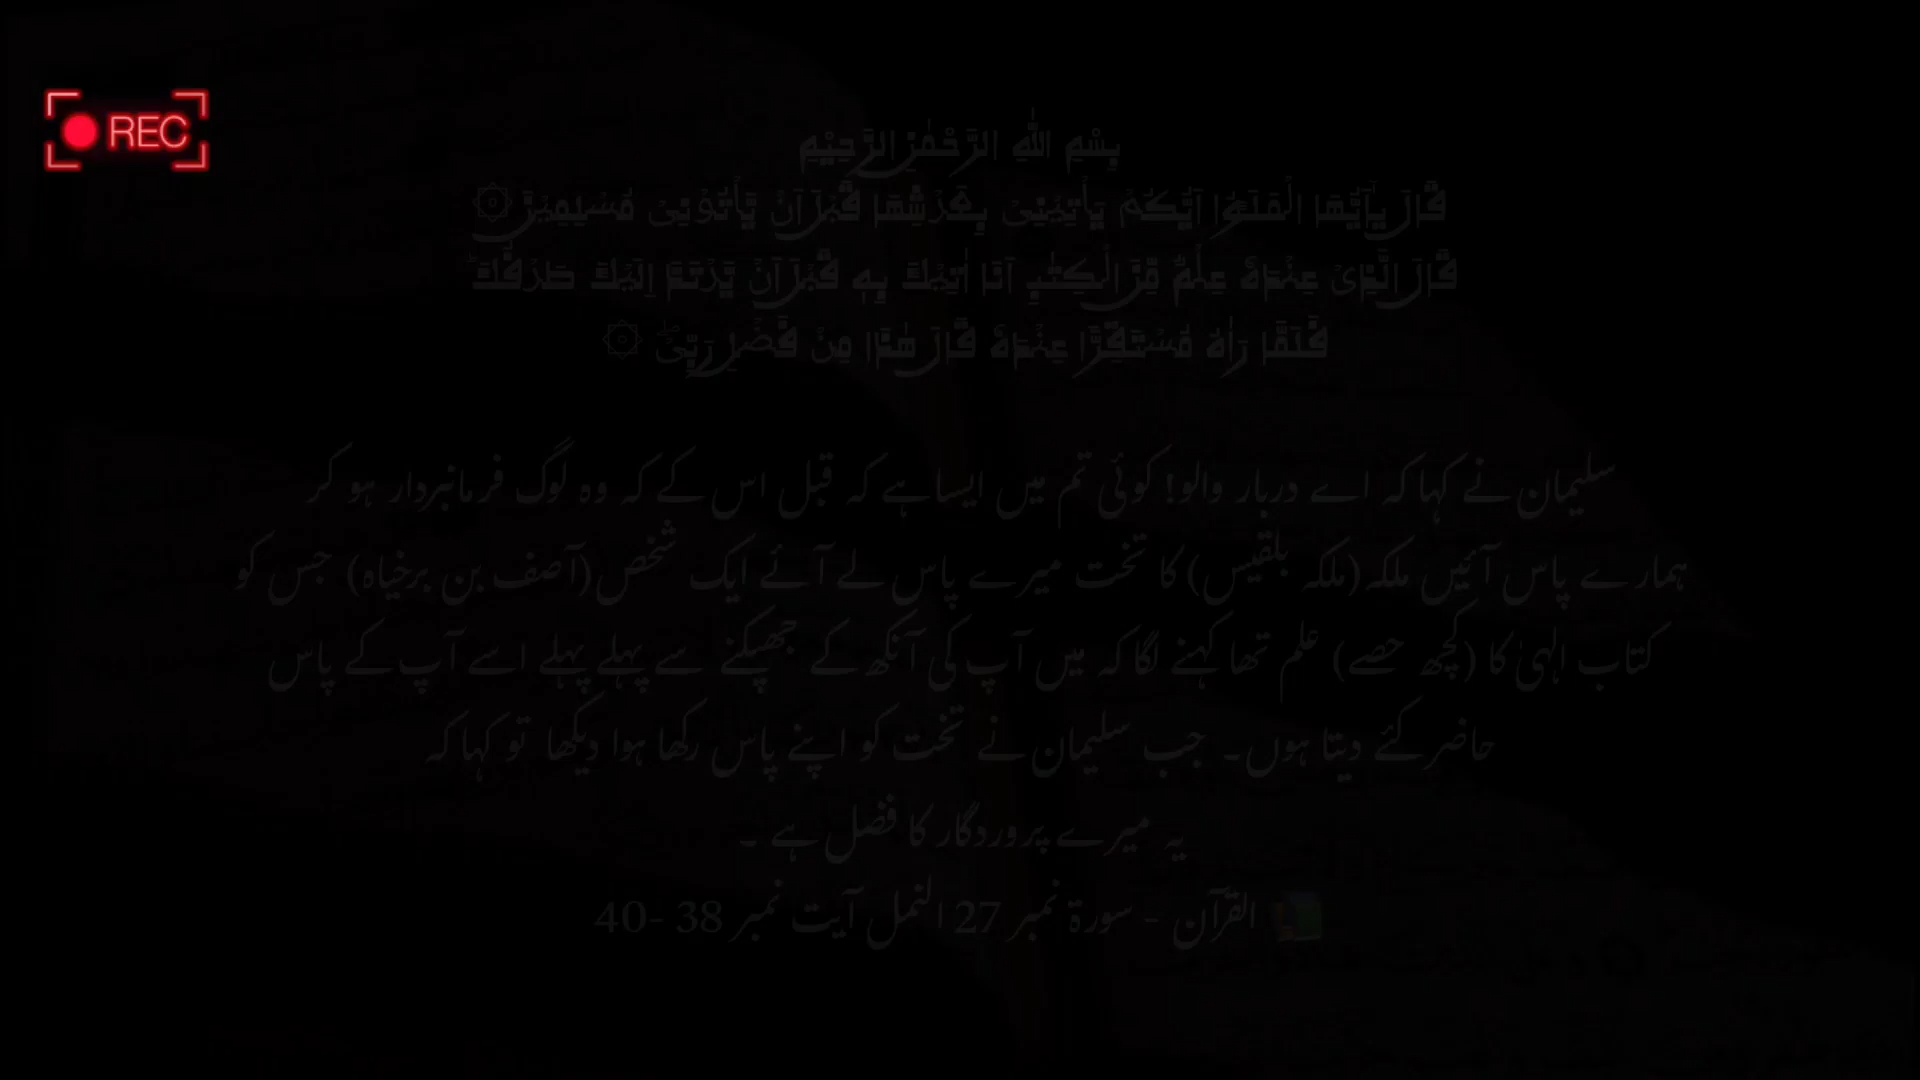 REC
بِسْمِ اللهِ الرَّحْمٰنِ الرَّحِيْمِ
قَالَ يٰۤاَيُّهَا الْمَلَؤُا اَيُّكُمْ يَاْتِيْنِىْ بِعَرْشِهَا قَبْلَ اَنْ يَّاْتُوْنِىْ مُسْلِمِيْنَ ۞
قَالَ الَّذِىْ عِنْدَهٗ عِلْمٌ مِّنَ الْكِتٰبِ اَنَا اٰتِيْكَ بِهٖ قَبْلَ اَنْ يَّرْتَدَّ اِلَيْكَ طَرْفُكَ ؕ
فَلَمَّا رَاٰهُ مُسْتَقِرًّا عِنْدَهٗ قَالَ هٰذَا مِنْ فَضْلِ رَبِّىْ ۖ ۞
سلیمان نے کہا کہ اے دربار والو! کوئی تم میں ایسا ہے کہ قبل اس کے کہ وہ لوگ فرمانبردار ہو کر
ہمارے پاس آئیں ملکہ (ملکہ بلقیس) کا تخت میرے پاس لے آئے ایک شخص (آصف بن برخیاہ) جس کو
کتاب الہیٰ کا (کچھ حصے) علم تھا کہنے لگا کہ میں آپ کی آنکھ کے جھپکنے سے پہلے پہلے اسے آپ کے پاس
حاضر کئے دیتا ہوں۔ جب سلیمان نے تخت کو اپنے پاس رکھا ہوا دیکھا تو کہا کہ
یہ میرے پروردگار کا فضل ہے ۔
القرآن - سورۃ نمبر 27 النمل آیت نمبر 38 -40